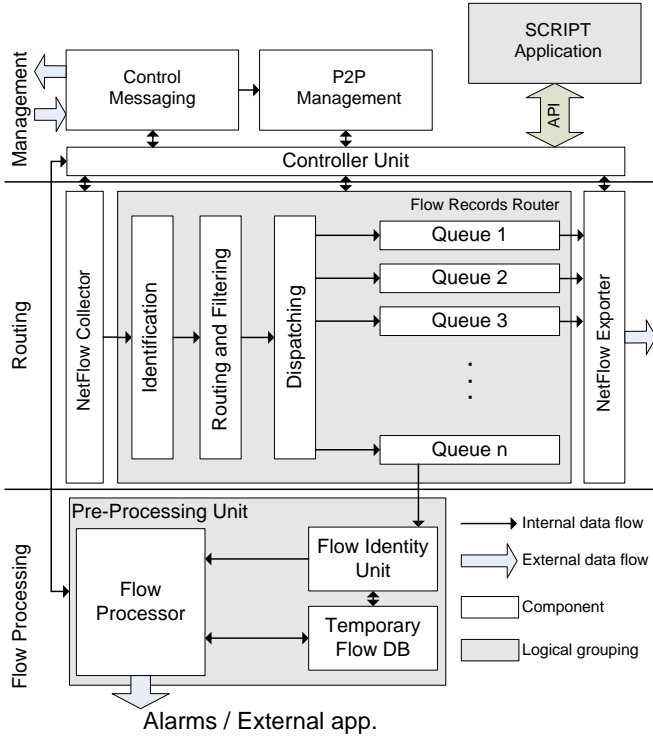 SCRIPT
Application
Management
Control
Messaging
P2P
Management
API
Controller Unit
Routing
NetFlow Collector
Flow Records Router
Identification
Routing and Filtering
Dispatching
Queue 1
Queue 2
Queue 3
. . .
Queue n
NetFlow Exporter
Flow Processing
Pre-Processing Unit
Flow
Processor
Flow Identity
Unit
Temporary
Flow DB
Internal data flow
External data flow
Component
Logical grouping
Alarms / External app.